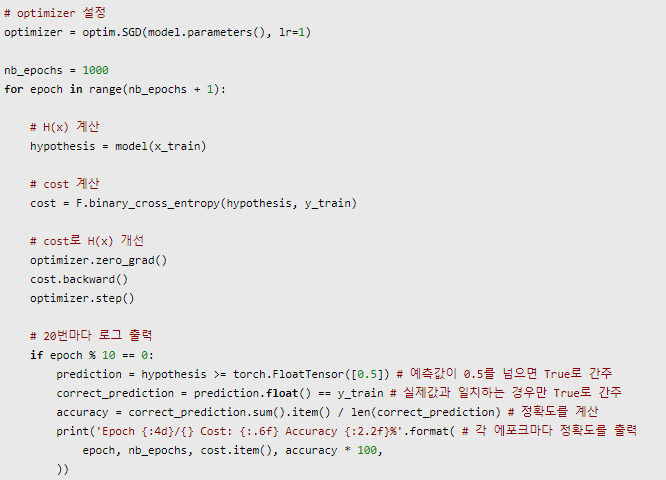 # optimizer 설정
optimizer = optim.SGD(model.parameters(), lr=1)

nb_epochs = 1000
for epoch in range(nb_epochs + 1):

    # H(x) 계산
    hypothesis = model(x_train)

    # cost 계산
    cost = F.binary_cross_entropy(hypothesis, y_train)

    # cost로 H(x) 개선
    optimizer.zero_grad()
    cost.backward()
    optimizer.step()

    # 20번마다 로그 출력
    if epoch % 10 == 0:
        prediction = hypothesis >= torch.FloatTensor([0.5]) # 예측값이 0.5를 넘으면 True로 간주
        correct_prediction = prediction.float() == y_train # 실제값과 일치하는 경우만 True로 간주
        accuracy = correct_prediction.sum().item() / len(correct_prediction) # 정확도를 계산
        print('Epoch {:4d}/{} Cost: {:.6f} Accuracy {:2.2f}%'.format( # 각 에포크마다 정확도를 출력
            epoch, nb_epochs, cost.item(), accuracy * 100,
        ))